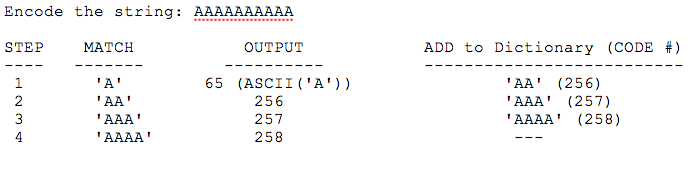 Encode the string: AAAAAAAAAA
STEP MATCH OUTPUT ADD to Dictionary (CODE #)
---- ------- ---------- --------------------------
1 'A' 65 (ASCII('A')) 'AA' (256)
2 'AA' 256 'AAA' (257)
3 'AAA' 257 'AAAA' (258)
4 'AAAA' 258 ---